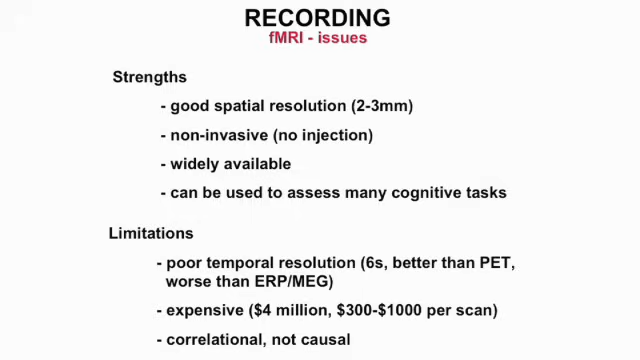 RECORDING
fMRI - issues
Strengths
- good spatial resolution (2-3mm)
- non-invasive (no injection)
- widely available
- can be used to assess many cognitive tasks
Limitations
- poor temporal resolution (6s, better than PET,
worse than ERP/MEG)
- expensive ($4 million, $300-$1000 per scan)
- correlational, not causal